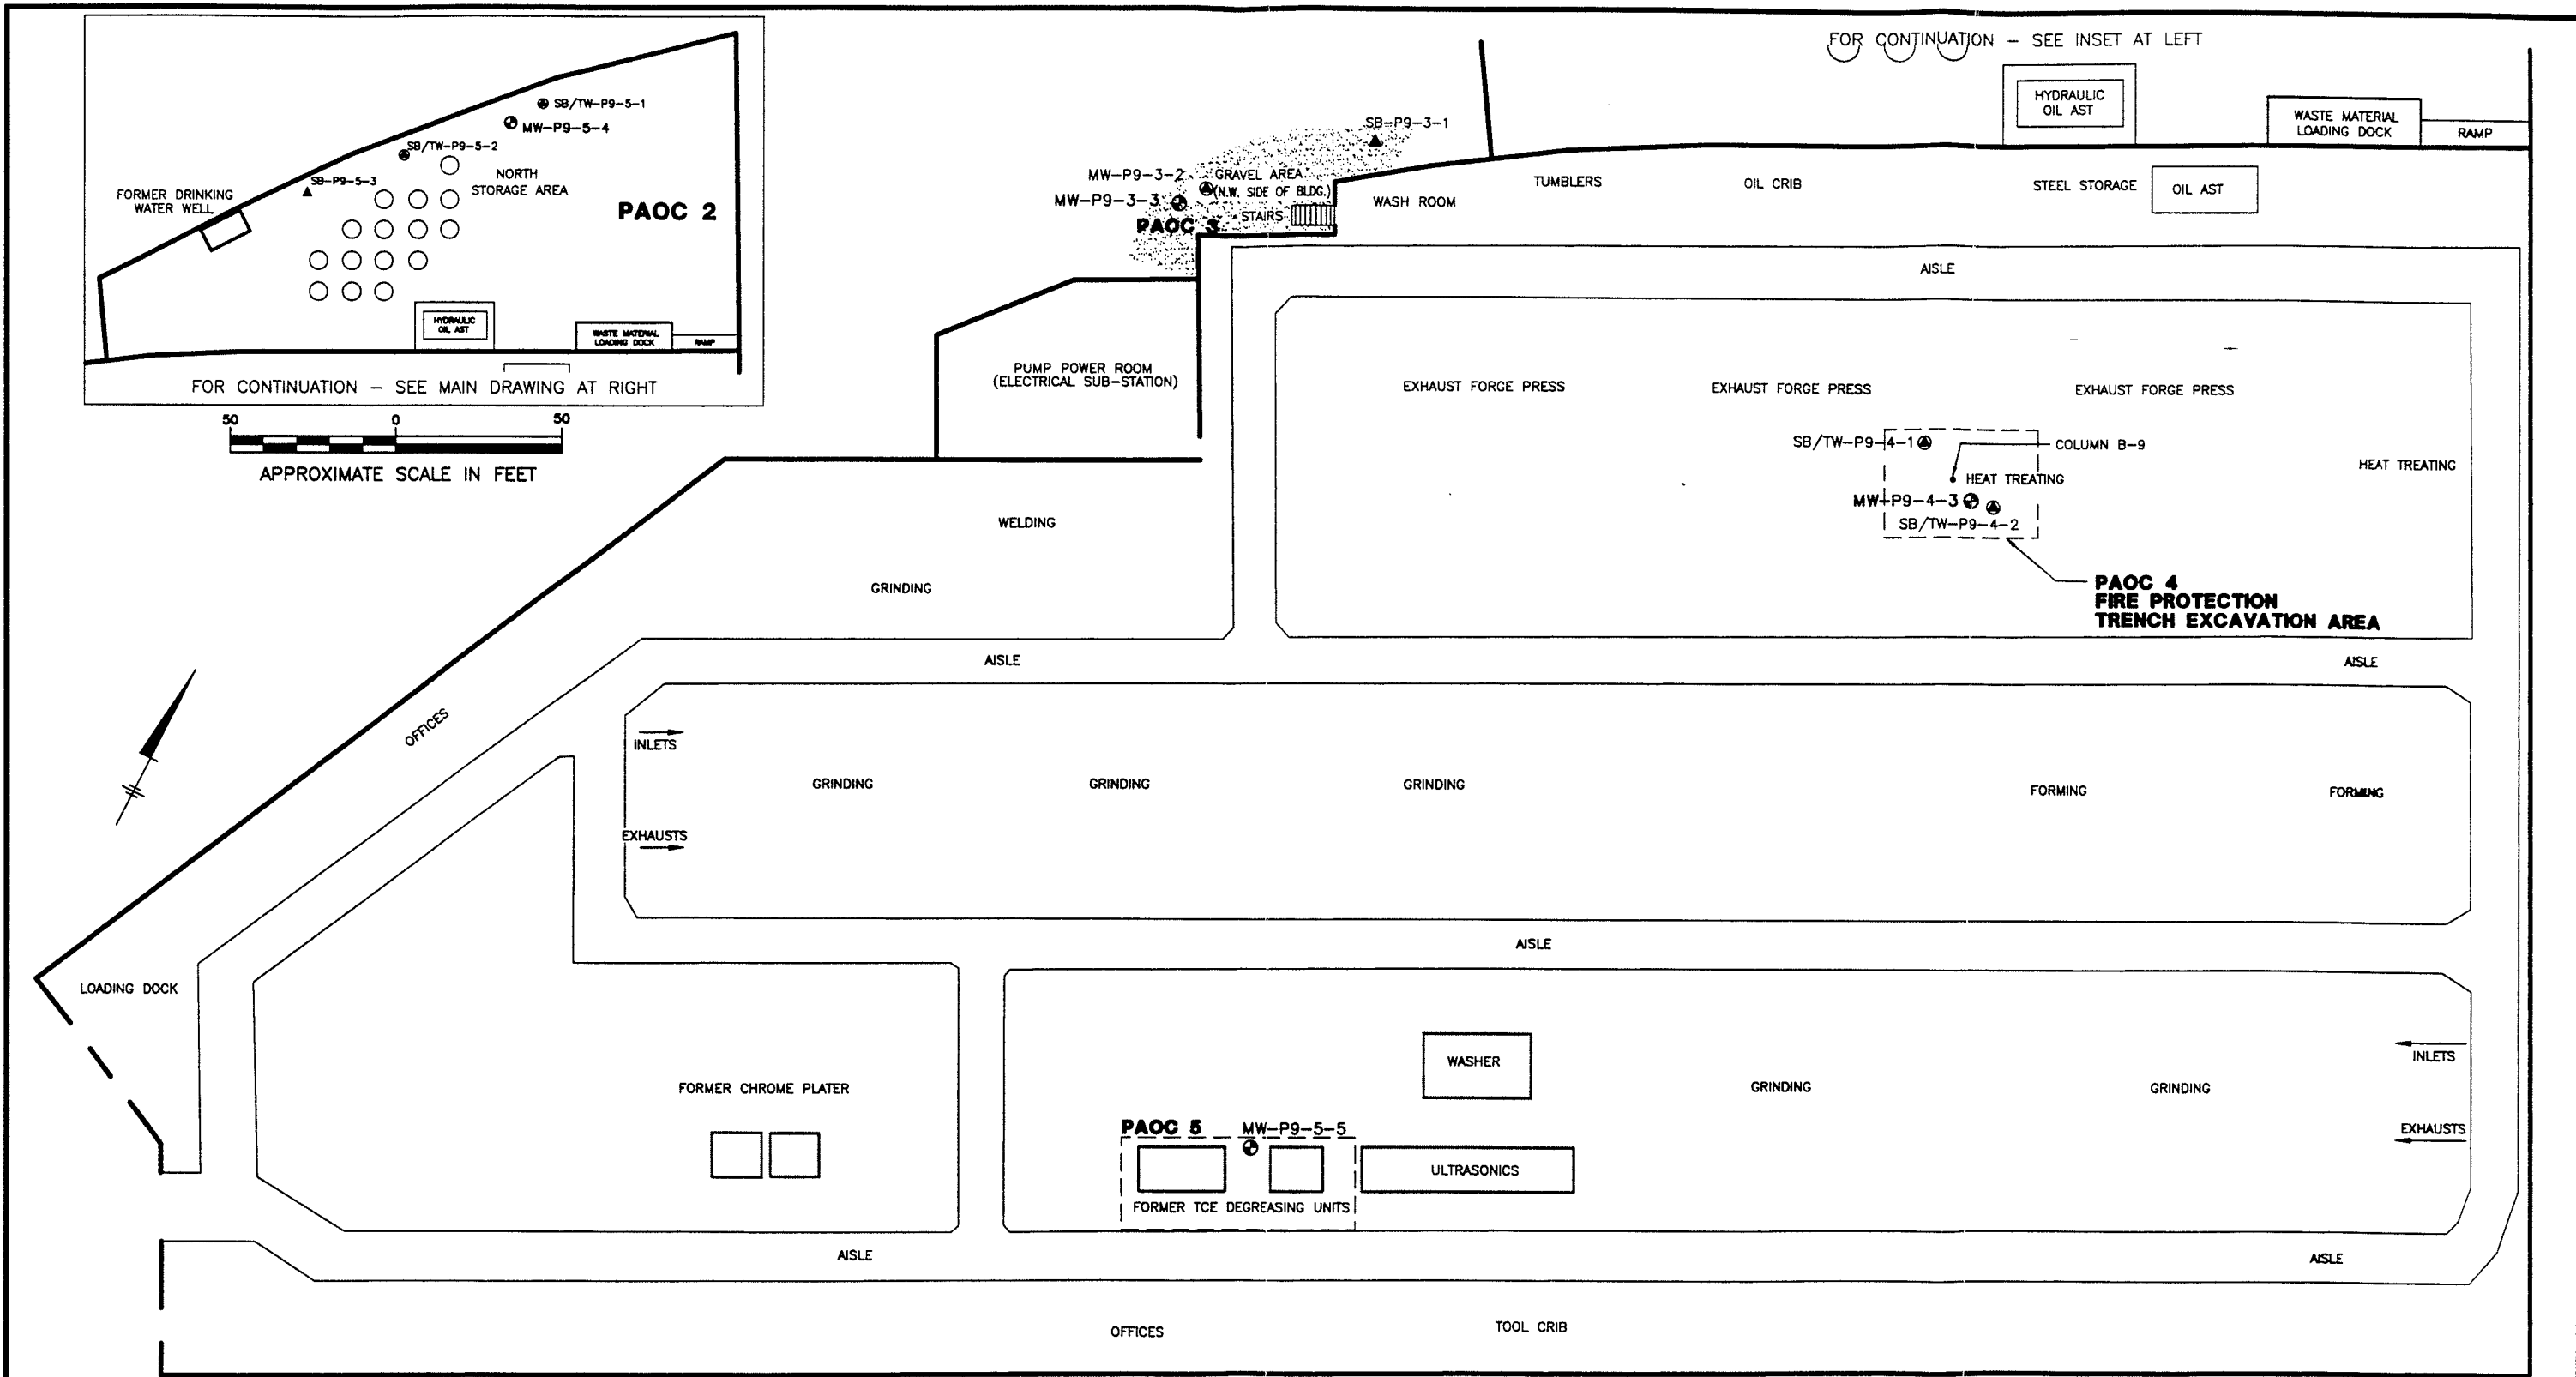 SB/TW-P9-5-1
MW-P9-5-4
SB/TW-P9-5-2
SB-P9-5-3
NORTH
STORAGE AREA
FORMER DRINKING
WATER WELL
PAOC 2
HYDRAULIC
OIL AST
WASTE MATERIAL
LOADING DOCK
RAMP
FOR CONTINUATION – SEE MAIN DRAWING AT RIGHT
50 0 50
APPROXIMATE SCALE IN FEET
FOR CONTINUATION – SEE INSET AT LEFT
HYDRAULIC
OIL AST
WASTE MATERIAL
LOADING DOCK
RAMP
SB-P9-3-1
MW-P9-3-2
GRAVEL AREA
(N.W. SIDE OF BLDG.)
MW-P9-3-3
STAIRS
PAOC 3
WASH ROOM
TUMBLERS
OIL CRIB
STEEL STORAGE
OIL AST
AISLE
PUMP POWER ROOM
(ELECTRICAL SUB-STATION)
EXHAUST FORGE PRESS
EXHAUST FORGE PRESS
EXHAUST FORGE PRESS
SB/TW-P9-4-1
COLUMN B-9
HEAT TREATING
HEAT TREATING
MW-P9-4-3
SB/TW-P9-4-2
PAOC 4
FIRE PROTECTION
TRENCH EXCAVATION AREA
WELDING
GRINDING
AISLE
AISLE
OFFICES
INLETS
GRINDING
GRINDING
GRINDING
FORMING
FORMING
EXHAUSTS
AISLE
LOADING DOCK
WASHER
INLETS
FORMER CHROME PLATER
GRINDING
GRINDING
PAOC 5
MW-P9-5-5
EXHAUSTS
ULTRASONICS
FORMER TCE DEGREASING UNITS
AISLE
AISLE
OFFICES
TOOL CRIB